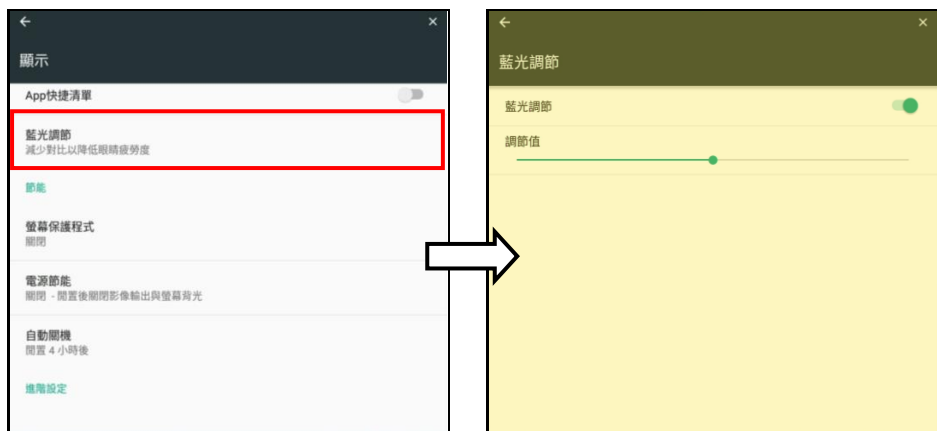 顯示
App快捷清單
藍光調節
減少對比以降低眼睛疲勞度
節能
螢幕保護程式
關閉
電源節能
關閉 - 閒置後關閉影像輸出與螢幕背光
自動關機
閒置 4 小時後
進階設定
藍光調節
藍光調節
調節值